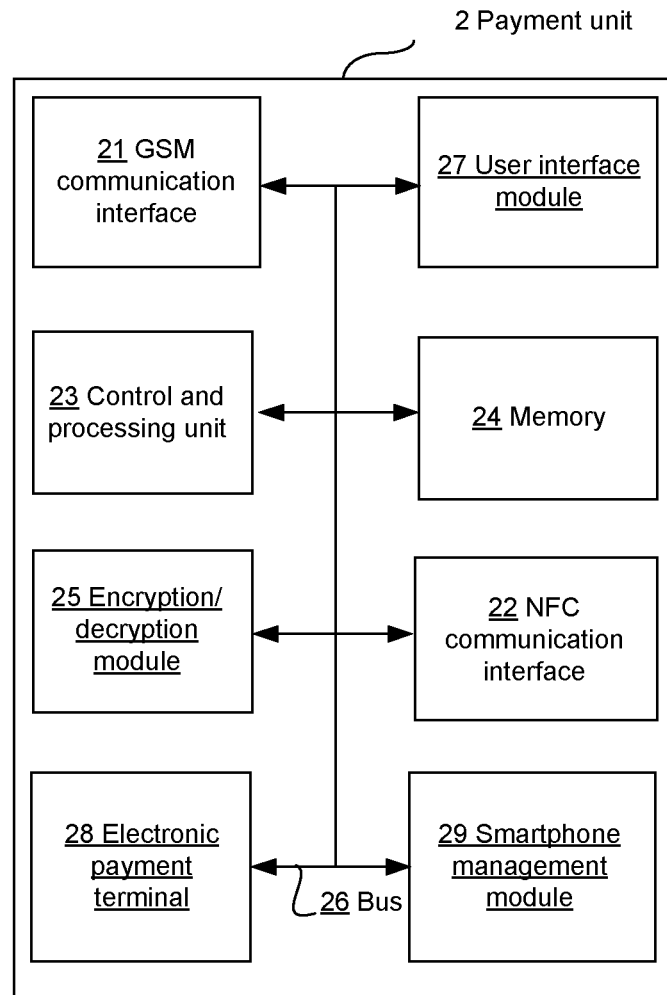 2 Payment unit
21 GSM
communication
interface
27 User interface
module
23 Control and
processing unit
24 Memory
25 Encryption/
decryption
module
22 NFC
communication
interface
28 Electronic
payment
terminal
29 Smartphone
management
module
26 Bus